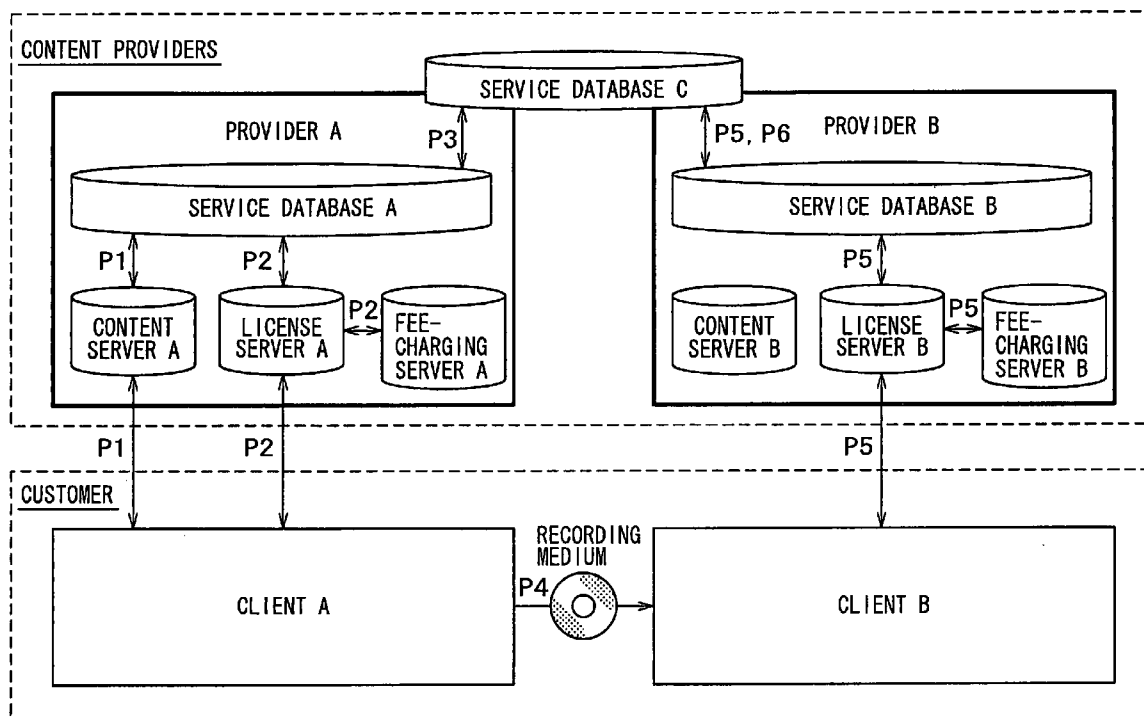 CONTENT PROVIDERS
SERVICE DATABASE C
PROVIDER A
P3
P5, P6
PROVIDER B
SERVICE DATABASE A
SERVICE DATABASE B
P1
P2
P5
CONTENT
SERVER A
LICENSE
SERVER A
P2
FEE-
CHARGING
SERVER A
CONTENT
SERVER B
LICENSE
SERVER B
P5
FEE-
CHARGING
SERVER B
P1
P2
P5
CUSTOMER
RECORDING
MEDIUM
P4
CLIENT A
CLIENT B